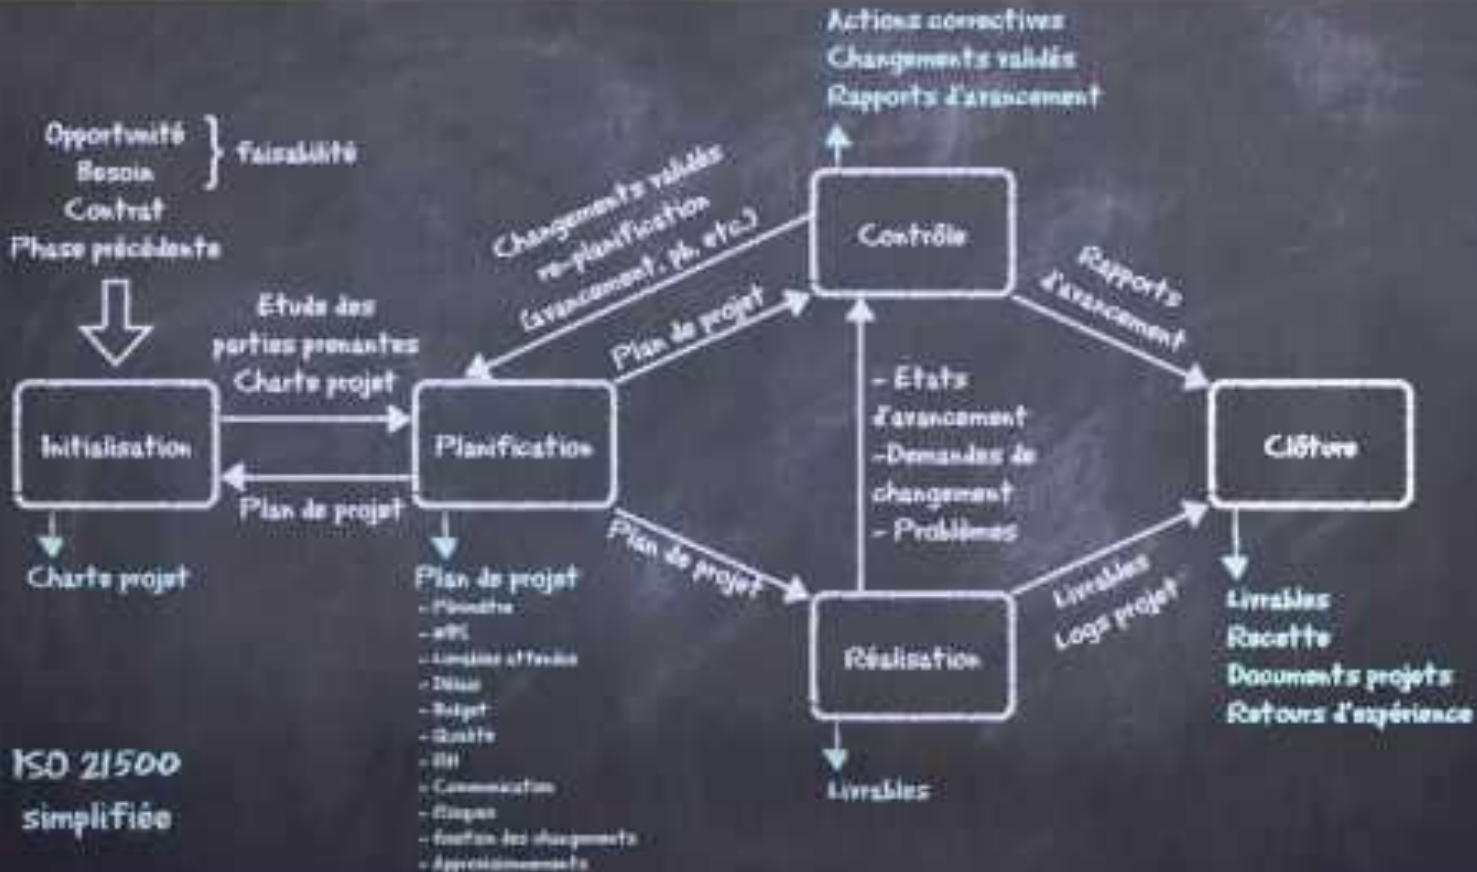 Actions correctives
Changements validés
Rapports d'avancement
Opportunité
Besoin
faisabilité
Contrat
Phase précédente
Changements validés
re-planification
(avancement, pb, etc.)
Contrôle
Rapports
d'avancement
Etude des
parties prenantes
Charte projet
Plan de projet
Initialisation
Planification
- Etats
d'avancement
-Demandes de
changement
- Problèmes
Clôture
Plan de projet
Charte projet
Plan de projet
- Périmètre
- WBS
- Livrables attendus
- Délais
- Budget
- Qualité
- RH
- Communication
- Risques
- Gestion des changements
- Approvisionnements
Plan de projet
Réalisation
Livrables
Logs projet
Livrables
Livrables
Recette
Documents projets
Retours d'expérience
ISO 21500
simplifiée